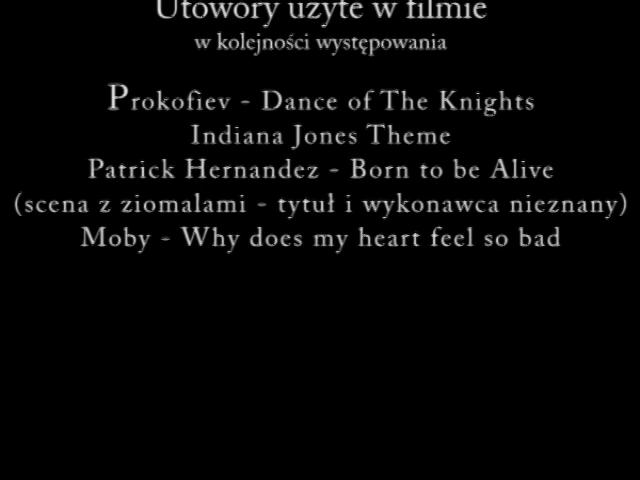 Utowory użyte w filmie
w kolejności występowania
Prokofiev - Dance of The Knights
Indiana Jones Theme
Patrick Hernandez - Born to be Alive
(scena z ziomalami - tytuł i wykonawca nieznany)
Moby - Why does my heart feel so bad